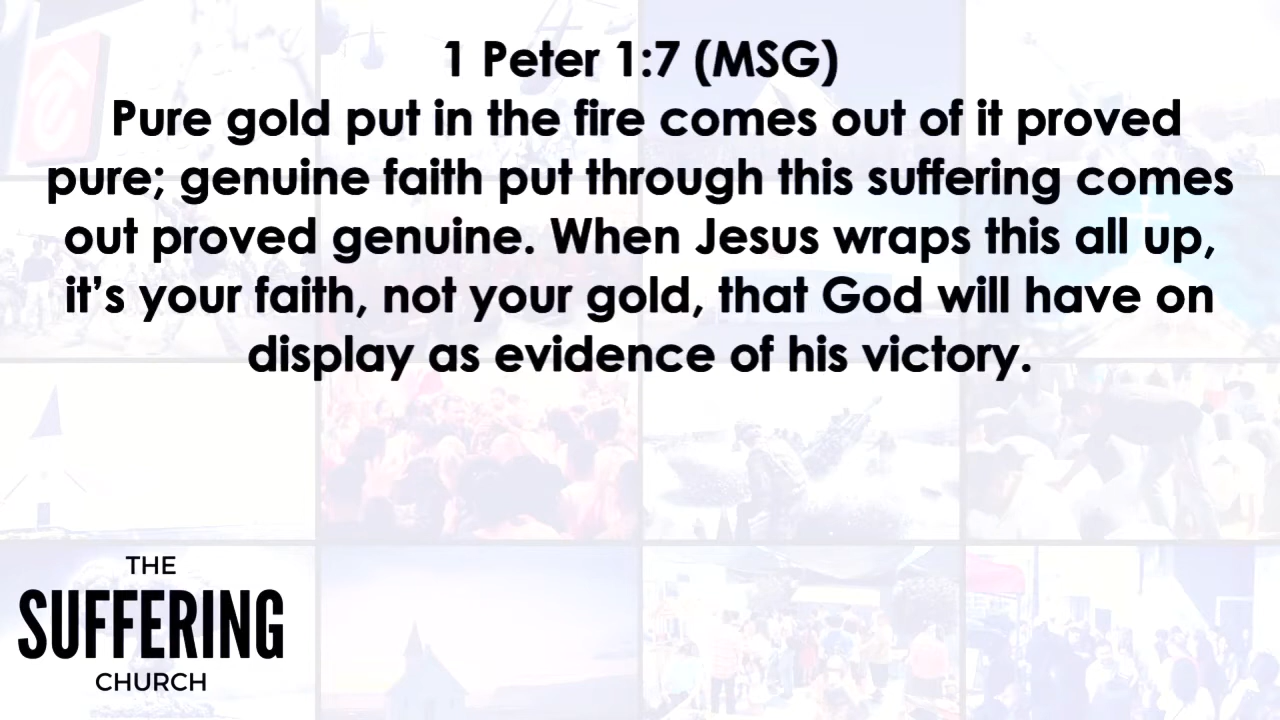 1 Peter 1:7 (MSG)
Pure gold put in the fire comes out of it proved
pure; genuine faith put through this suffering comes
out proved genuine. When Jesus wraps this all up,
it’s your faith, not your gold, that God will have on
display as evidence of his victory.
THE
SUFFERING
CHURCH